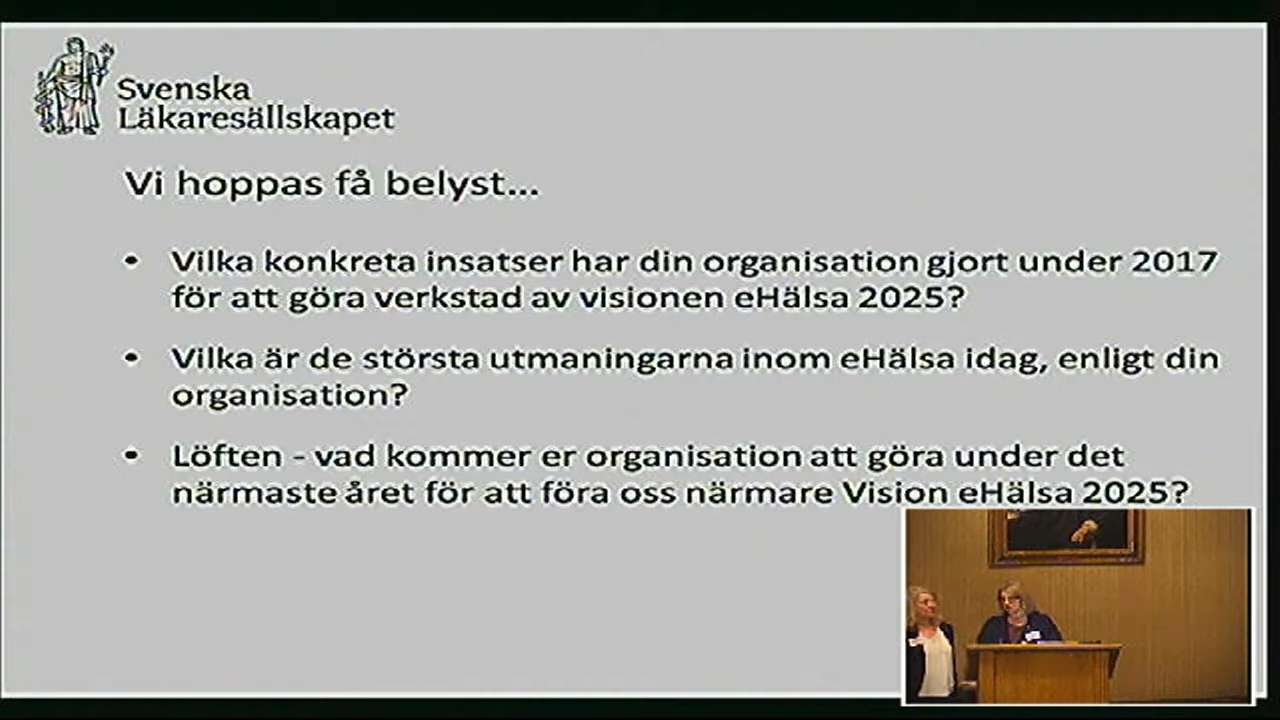 Svenska
Läkaresällskapet
Vi hoppas få belyst...
• Vilka konkreta insatser har din organisation gjort under 2017
för att göra verkstad av visionen eHälsa 2025?
• Vilka är de största utmaningarna inom eHälsa idag, enligt din
organisation?
• Löften - vad kommer er organisation att göra under det
närmaste året för att föra oss närmare Vision eHälsa 2025?